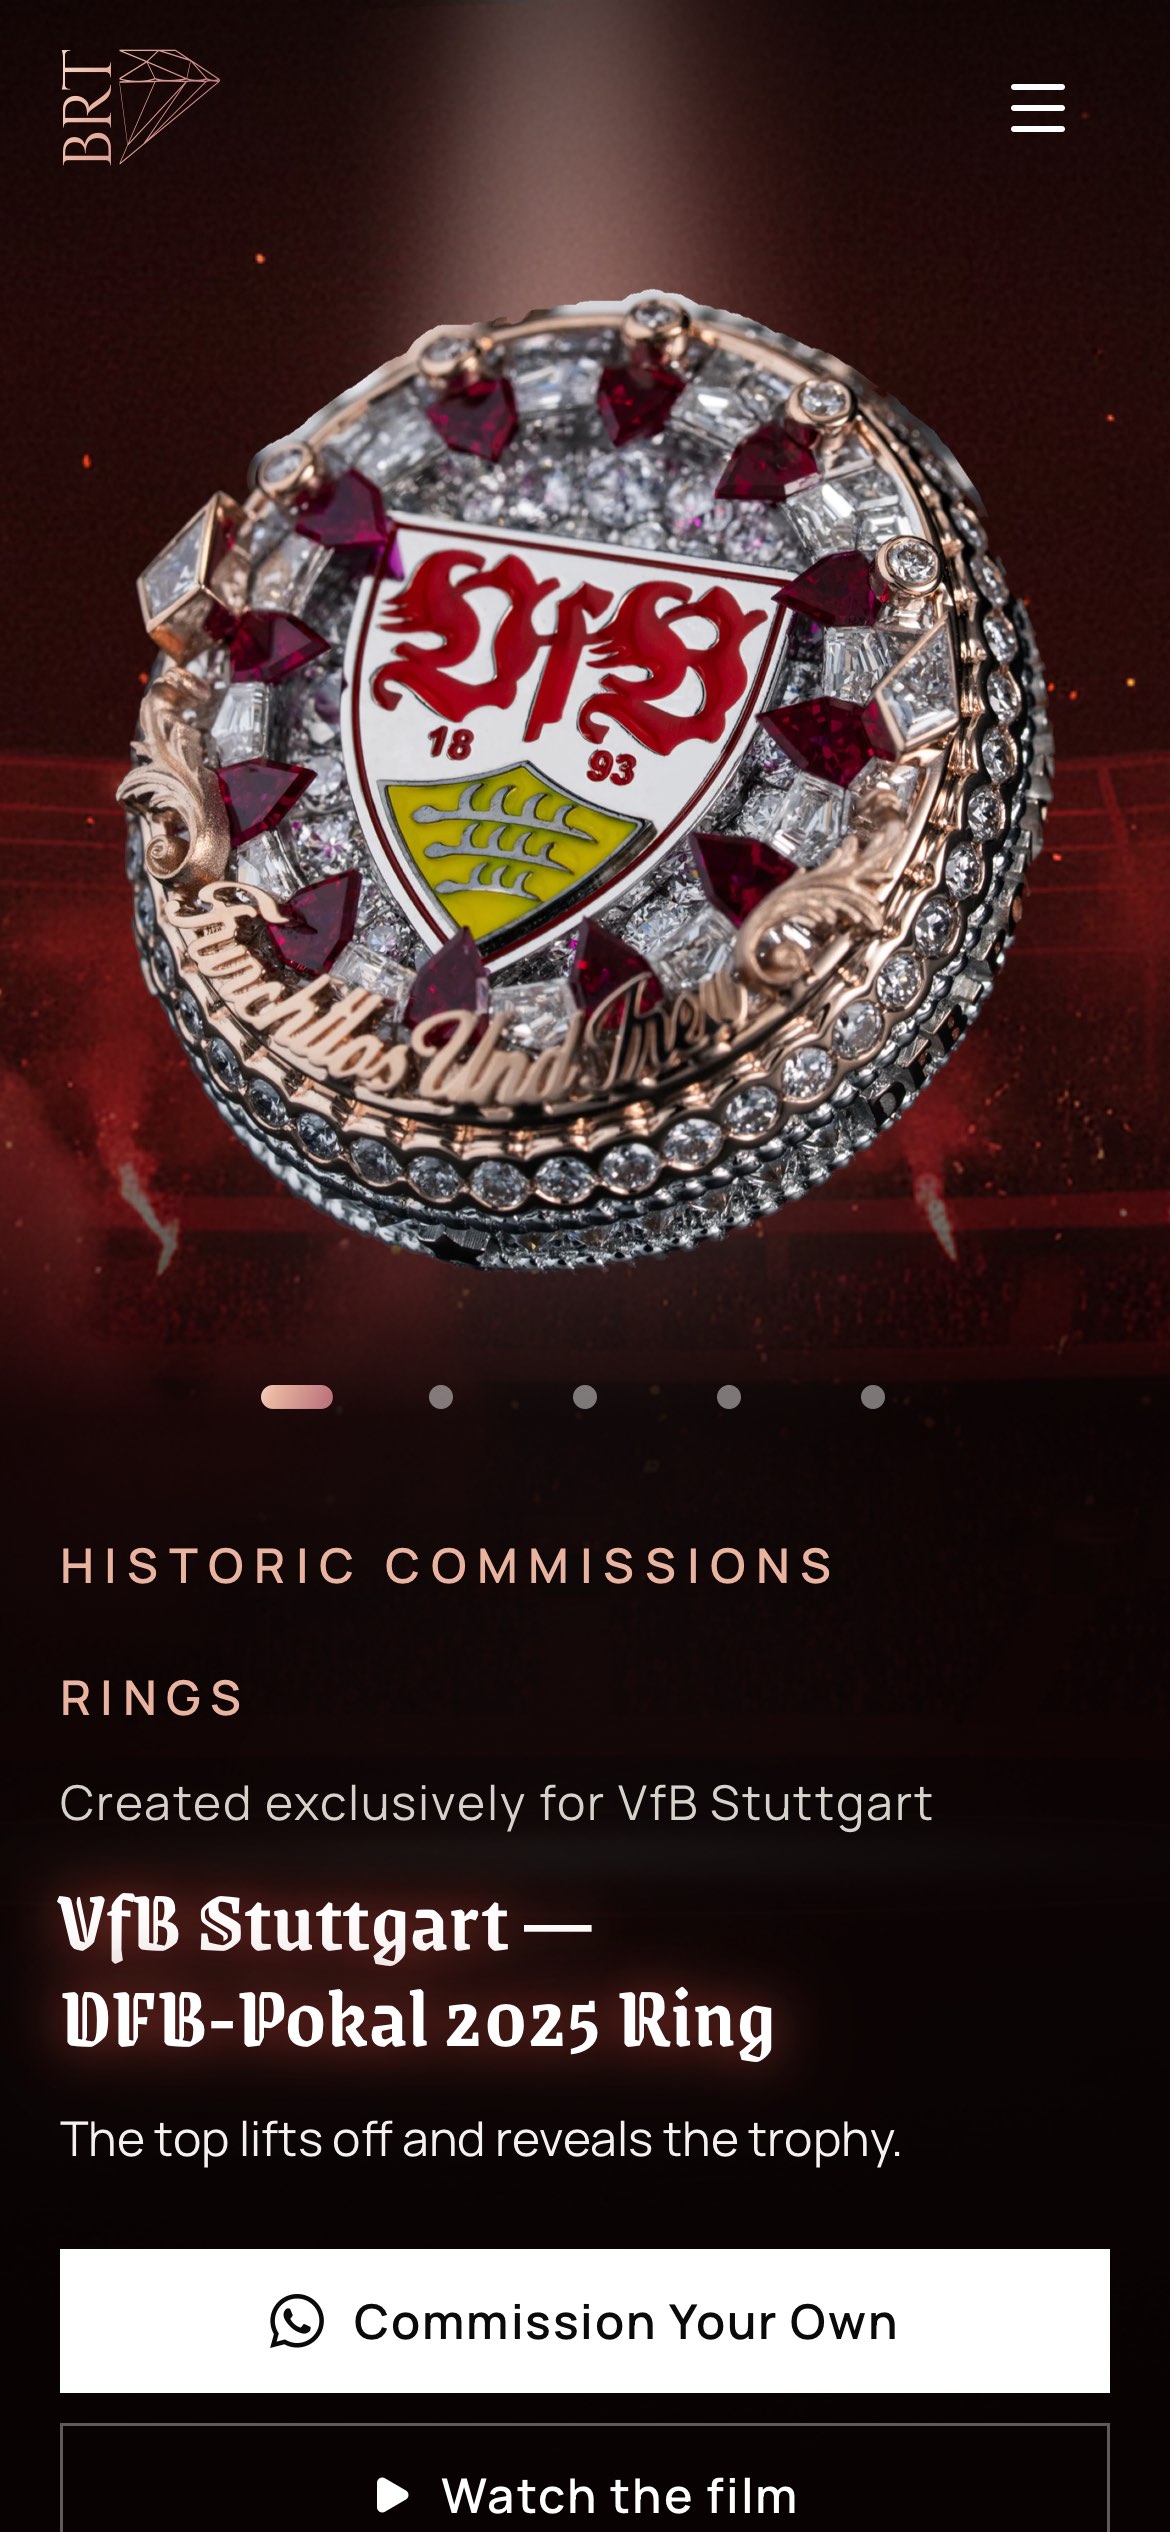 BRT
VfB
18 93
Furchtlos Und Treu
DFB
HISTORIC COMMISSIONS
RINGS
Created exclusively for VfB Stuttgart
VfB Stuttgart —
DFB-Pokal 2025 Ring
The top lifts off and reveals the trophy.
Commission Your Own
Watch the film